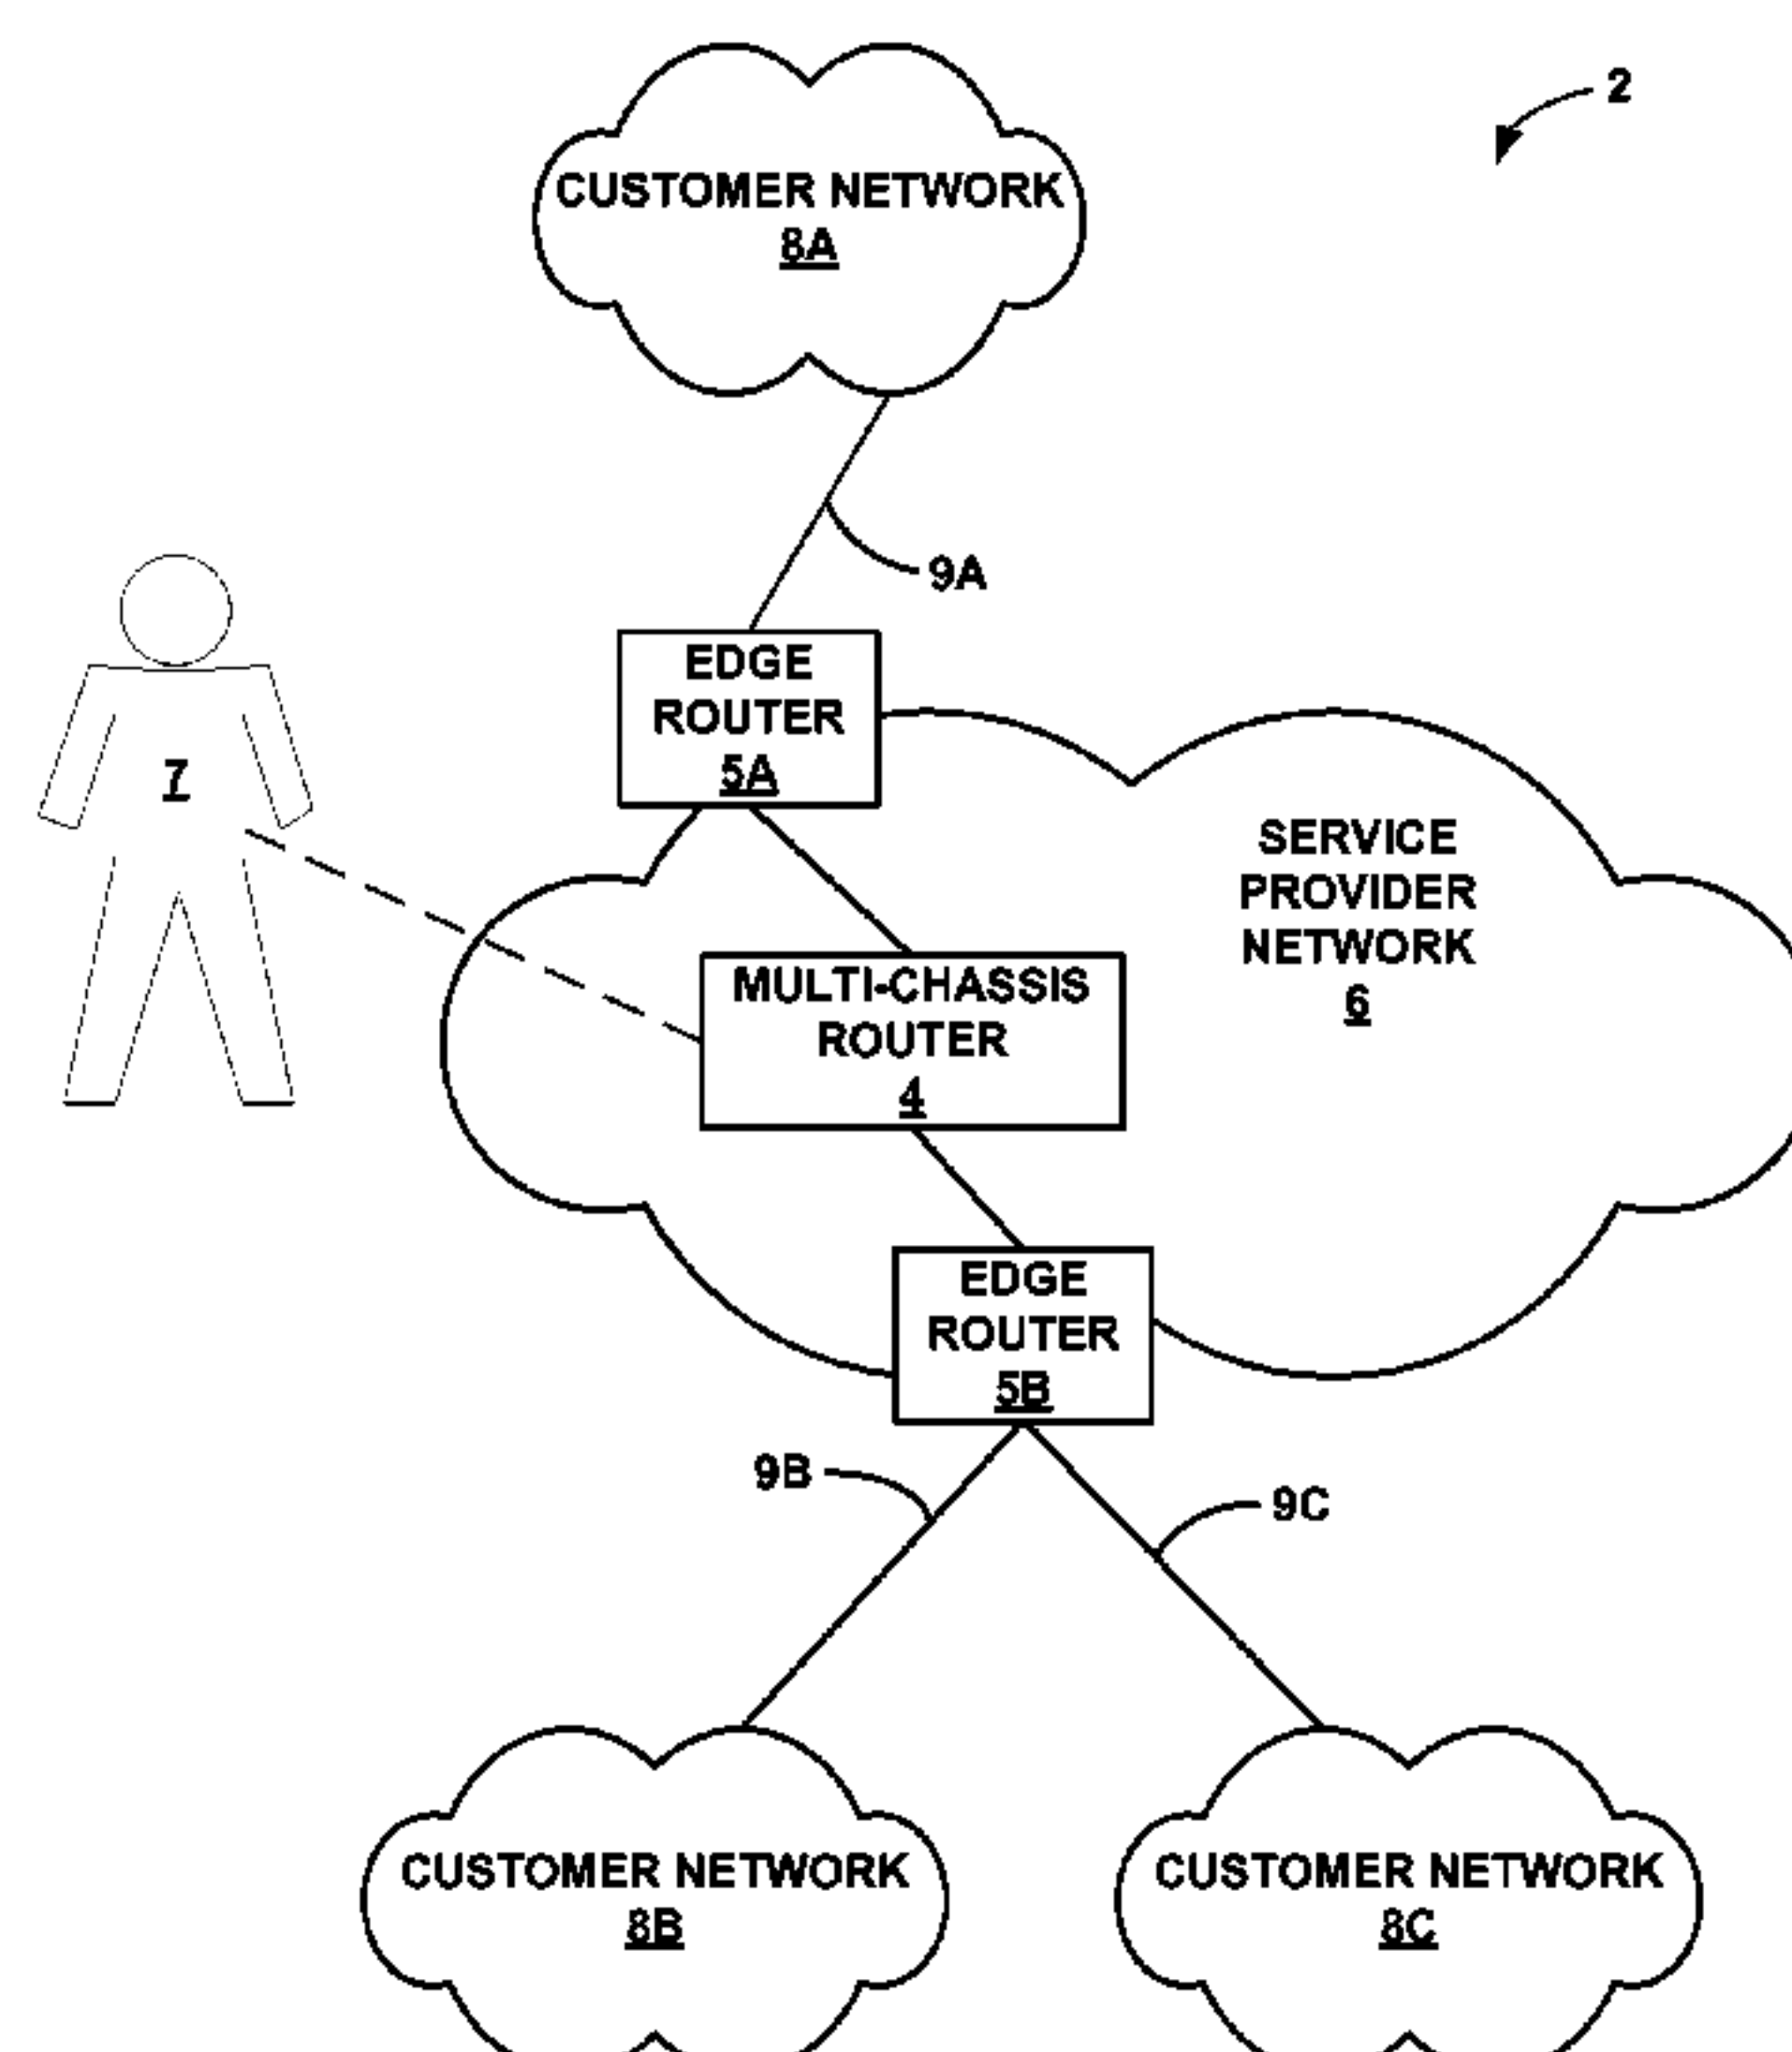 2
CUSTOMER NETWORK
8A
9A
EDGE
ROUTER
5A
7
SERVICE
PROVIDER
NETWORK
6
MULTI-CHASSIS
ROUTER
4
EDGE
ROUTER
5B
9B
9C
CUSTOMER NETWORK
8B
CUSTOMER NETWORK
8C